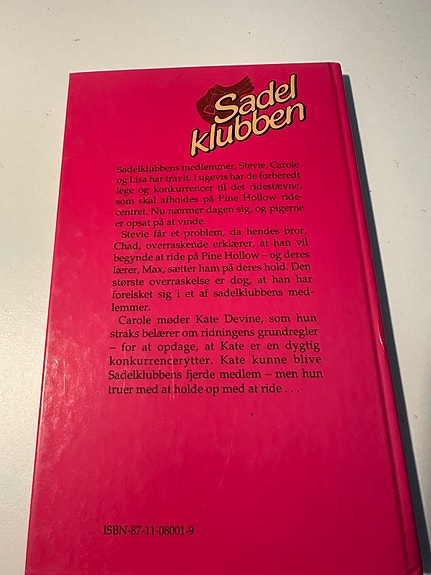 Sadel
klubben
Sadelklubbens medlemmer, Stevie, Carole
og Lisa har travlt. I ugevis har de forberedt
lege og konkurrencer til det ridestævne,
som skal afholdes på Pine Hollow ride-
centret. Nu nærmer dagen sig, og pigerne
er opsat på at vinde.
Stevie får et problem, da hendes bror,
Chad, overraskende erklærer, at han vil
begynde at ride på Pine Hollow – og deres
lærer, Max, sætter ham på deres hold. Den
største overraskelse er dog, at han har
forelsket sig i et af sadelklubbens med-
lemmer.
Carole møder Kate Devine, som hun
straks belærer om ridningens grundregler
– for at opdage, at Kate er en dygtig
konkurrencerytter. Kate kunne blive
Sadelklubbens fjerde medlem – men hun
truer med at holde op med at ride . . .
ISBN-87-11-08001-9